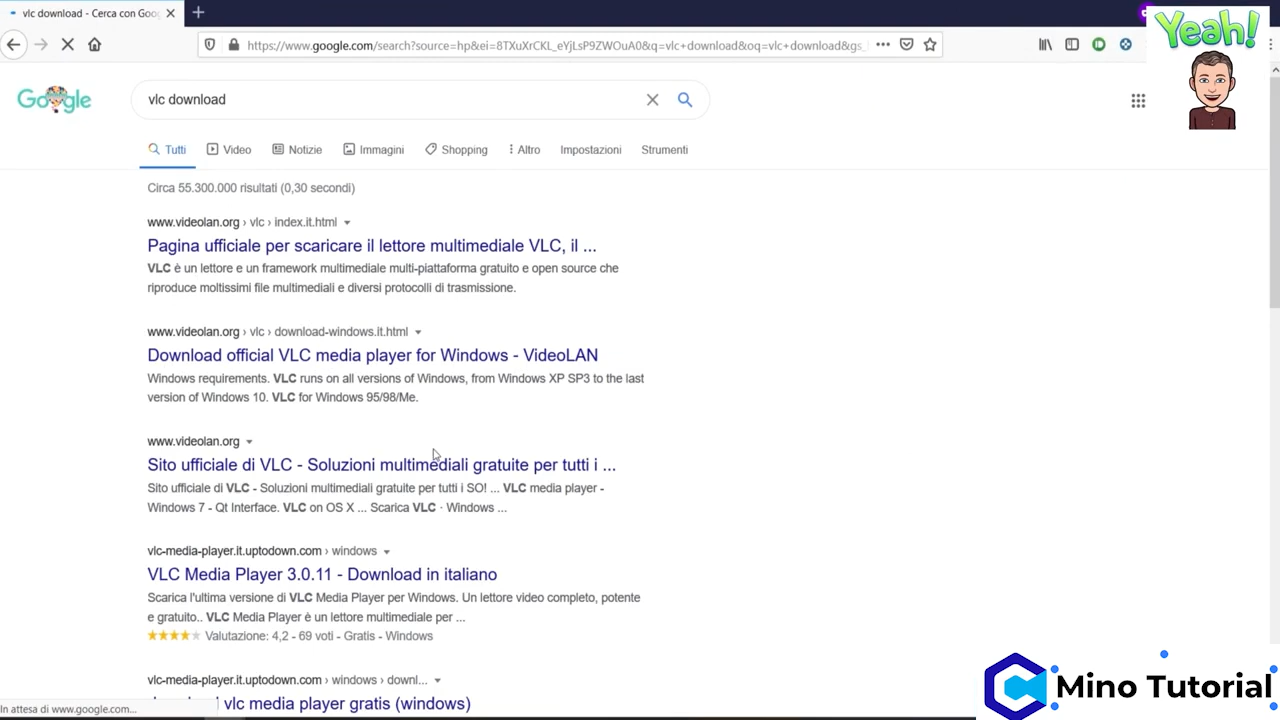 vlc download - Cerca con Goog
Yeah!
https://www.google.com/search?source=hp&ei=8TXuXrCKL_eYjLsP9ZWOuA0&q=vlc+download&oq=vlc+download&gs_
Google
vlc download
Tutti Video Notizie Immagini Shopping Altro Impostazioni Strumenti
Circa 55.300.000 risultati (0,30 secondi)
www.videolan.org › vlc › index.it.html
Pagina ufficiale per scaricare il lettore multimediale VLC, il ...
VLC è un lettore e un framework multimediale multi-piattaforma gratuito e open source che
riproduce moltissimi file multimediali e diversi protocolli di trasmissione.
www.videolan.org › vlc › download-windows.it.html
Download official VLC media player for Windows - VideoLAN
Windows requirements. VLC runs on all versions of Windows, from Windows XP SP3 to the last
version of Windows 10. VLC for Windows 95/98/Me.
www.videolan.org
Sito ufficiale di VLC - Soluzioni multimediali gratuite per tutti i ...
Sito ufficiale di VLC - Soluzioni multimediali gratuite per tutti i SO! ... VLC media player -
Windows 7 - Qt Interface. VLC on OS X ... Scarica VLC · Windows ...
vlc-media-player.it.uptodown.com › windows
VLC Media Player 3.0.11 - Download in italiano
Scarica l'ultima versione di VLC Media Player per Windows. Un lettore video completo, potente
e gratuito.. VLC Media Player è un lettore multimediale per ...
Valutazione: 4,2 - 69 voti - Gratis - Windows
vlc-media-player.it.uptodown.com › windows › downl...
vlc media player gratis (windows)
In attesa di www.google.com...
Mino Tutorial